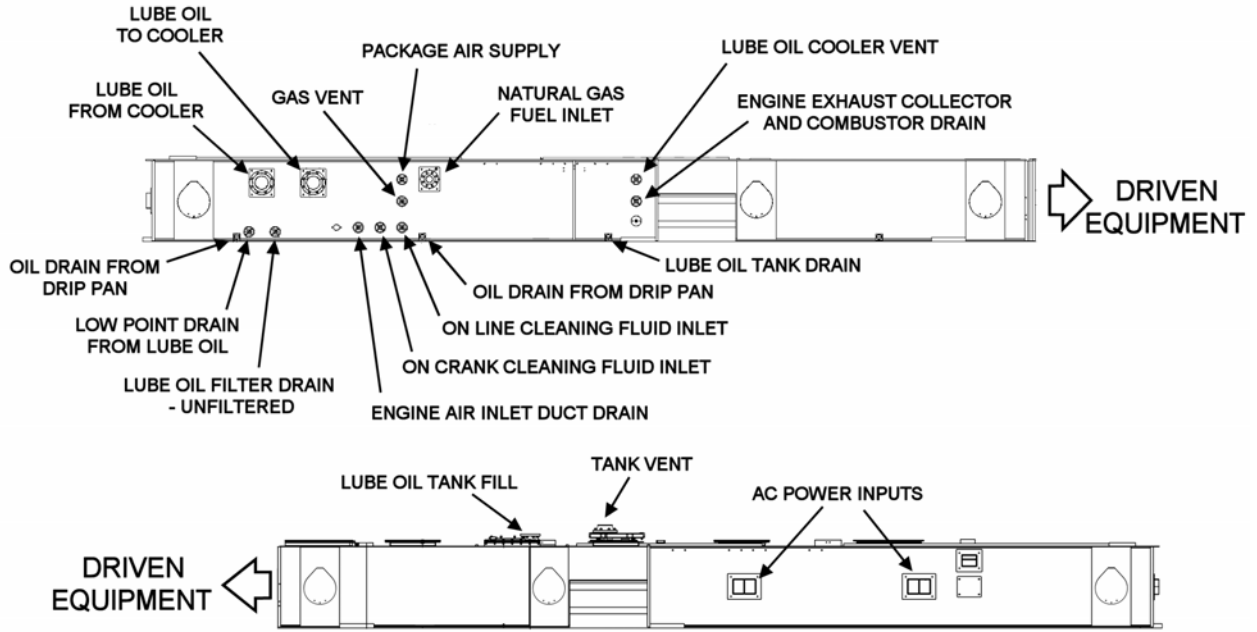 LUBE OIL
TO COOLER
PACKAGE AIR SUPPLY
LUBE OIL COOLER VENT
LUBE OIL
FROM COOLER
GAS VENT
NATURAL GAS
FUEL INLET
ENGINE EXHAUST COLLECTOR
AND COMBUSTOR DRAIN
DRIVEN
EQUIPMENT
OIL DRAIN FROM
DRIP PAN
LUBE OIL TANK DRAIN
OIL DRAIN FROM DRIP PAN
LOW POINT DRAIN
FROM LUBE OIL
ON LINE CLEANING FLUID INLET
ON CRANK CLEANING FLUID INLET
LUBE OIL FILTER DRAIN
- UNFILTERED
ENGINE AIR INLET DUCT DRAIN
TANK VENT
LUBE OIL TANK FILL
AC POWER INPUTS
DRIVEN
EQUIPMENT